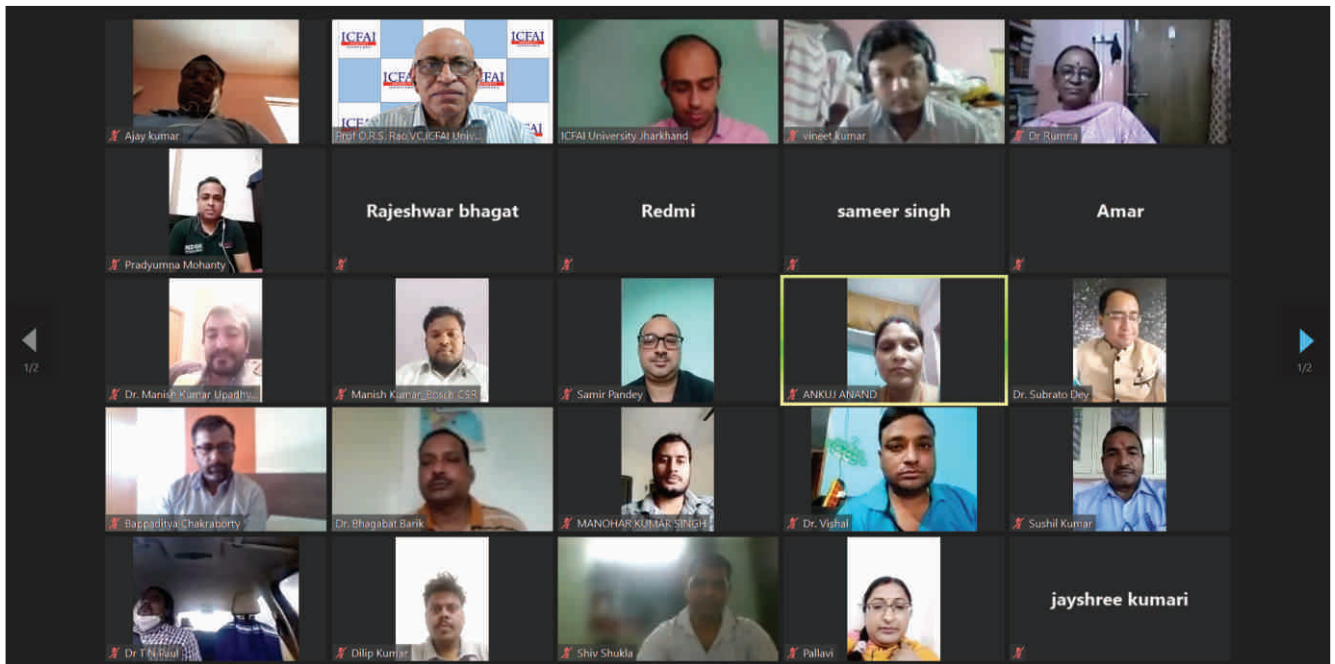 ICFAI
ICFAI
Ajay kumar
Prof O.R.S. Rao,VC,ICFAI Univ...
ICFAI University Jharkhand
vineet kumar
Dr Rumna
Pradyumna Mohanty
Rajeshwar bhagat
Redmi
sameer singh
Amar
1/2
1/2
Dr. Manish Kumar Upadhy...
Manish Kumar_Bosch CSR
Samir Pandey
ANKUJ ANAND
Dr. Subrato Dey
Bappaditya Chakraborty
Dr. Bhagabat Barik
MANOHAR KUMAR SINGH
Dr. Vishal
Sushil Kumar
Dr T N Paul
Dilip Kumar
Shiv Shukla
Pallavi
jayshree kumari